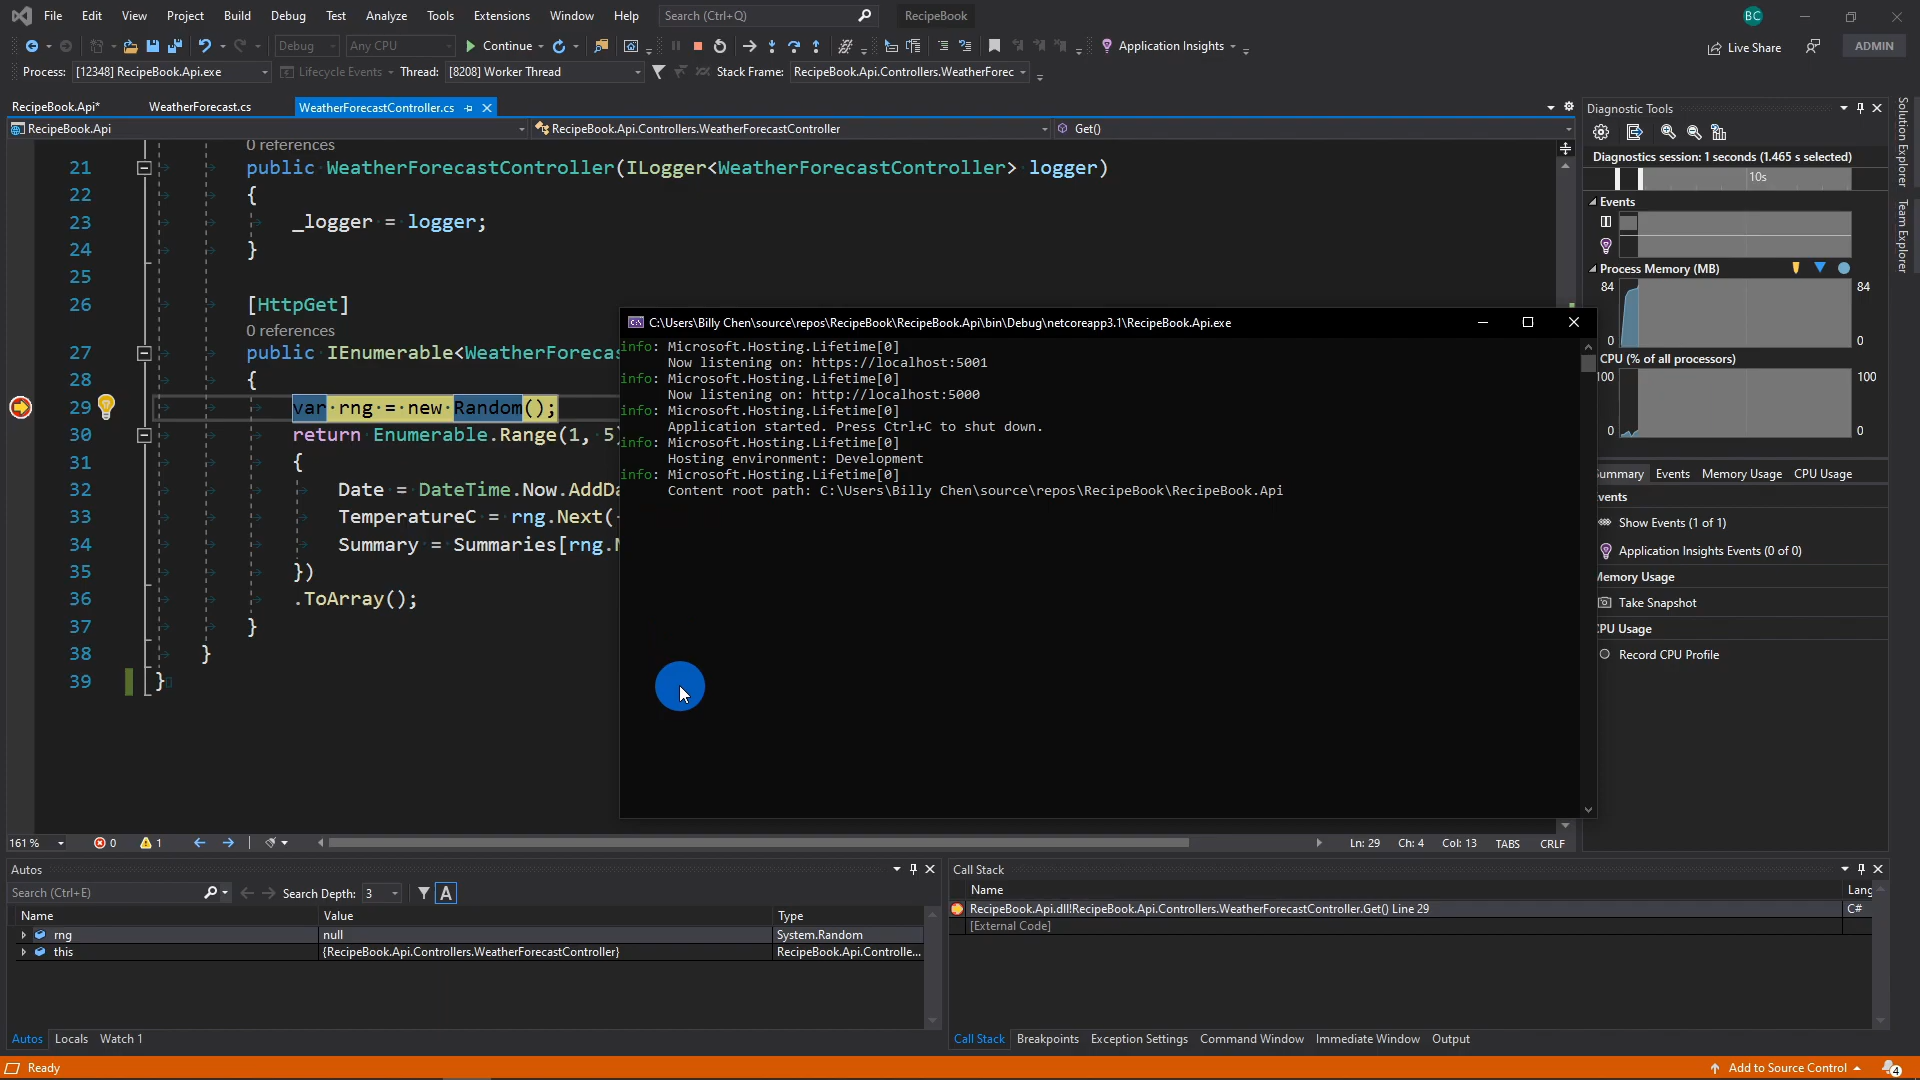 File Edit View Project Build Debug Test Analyze Tools Extensions Window Help Search (Ctrl+Q) RecipeBook BC
Debug Any CPU Continue Application Insights Live Share ADMIN
Process: [12348] RecipeBook.Api.exe Lifecycle Events Thread: [8208] Worker Thread Stack Frame: RecipeBook.Api.Controllers.WeatherForec
RecipeBook.Api* WeatherForecast.cs WeatherForecastController.cs
RecipeBook.Api RecipeBook.Api.Controllers.WeatherForecastController Get()
0 references
21 public WeatherForecastController(ILogger<WeatherForecastController> logger)
22 {
23 _logger = logger;
24 }
25
26 [HttpGet]
0 references
27 public IEnumerable<WeatherForecas
28 {
29 var rng = new Random();
30 return Enumerable.Range(1, 5)
31 {
32 Date = DateTime.Now.AddDa
33 TemperatureC = rng.Next(-
34 Summary = Summaries[rng.N
35 })
36 .ToArray();
37 }
38 }
39 }
C:\Users\Billy Chen\source\repos\RecipeBook\RecipeBook.Api\bin\Debug\netcoreapp3.1\RecipeBook.Api.exe
info: Microsoft.Hosting.Lifetime[0]
Now listening on: https://localhost:5001
info: Microsoft.Hosting.Lifetime[0]
Now listening on: http://localhost:5000
info: Microsoft.Hosting.Lifetime[0]
Application started. Press Ctrl+C to shut down.
info: Microsoft.Hosting.Lifetime[0]
Hosting environment: Development
info: Microsoft.Hosting.Lifetime[0]
Content root path: C:\Users\Billy Chen\source\repos\RecipeBook\RecipeBook.Api
Diagnostic Tools
Diagnostics session: 1 seconds (1.465 s selected)
10s
Events
Process Memory (MB)
84 84
0 0
CPU (% of all processors)
100 100
0 0
Summary Events Memory Usage CPU Usage
Events
Show Events (1 of 1)
Application Insights Events (0 of 0)
Memory Usage
Take Snapshot
CPU Usage
Record CPU Profile
Solution Explorer
Team Explorer
161 % 0 1 Ln: 29 Ch: 4 Col: 13 TABS CRLF
Autos
Search (Ctrl+E) Search Depth: 3 A
Name Value Type
rng null System.Random
this {RecipeBook.Api.Controllers.WeatherForecastController} RecipeBook.Api.Controlle...
Autos Locals Watch 1
Call Stack
Name Lang
RecipeBook.Api.dll!RecipeBook.Api.Controllers.WeatherForecastController.Get() Line 29 C#
[External Code]
Call Stack Breakpoints Exception Settings Command Window Immediate Window Output
Ready Add to Source Control 4